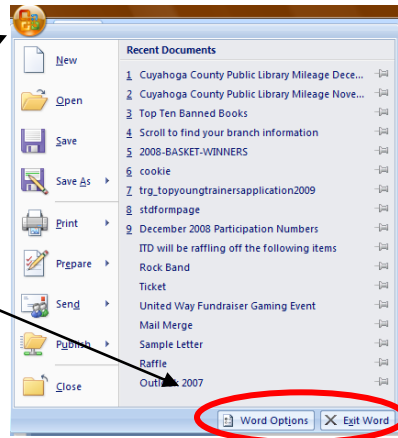 New
Open
Save
Save As
Print
Prepare
Send
Publish
Close
Recent Documents
1 Cuyahoga County Public Library Mileage Dece...
2 Cuyahoga County Public Library Mileage Nove...
3 Top Ten Banned Books
4 Scroll to find your branch information
5 2008-BASKET-WINNERS
6 cookie
7 trg_topyoungtrainersapplication2009
8 stdformpage
9 December 2008 Participation Numbers
ITD will be raffling off the following items
Rock Band
Ticket
United Way Fundraiser Gaming Event
Mail Merge
Sample Letter
Raffle
Outlook 2007
Word Options
Exit Word